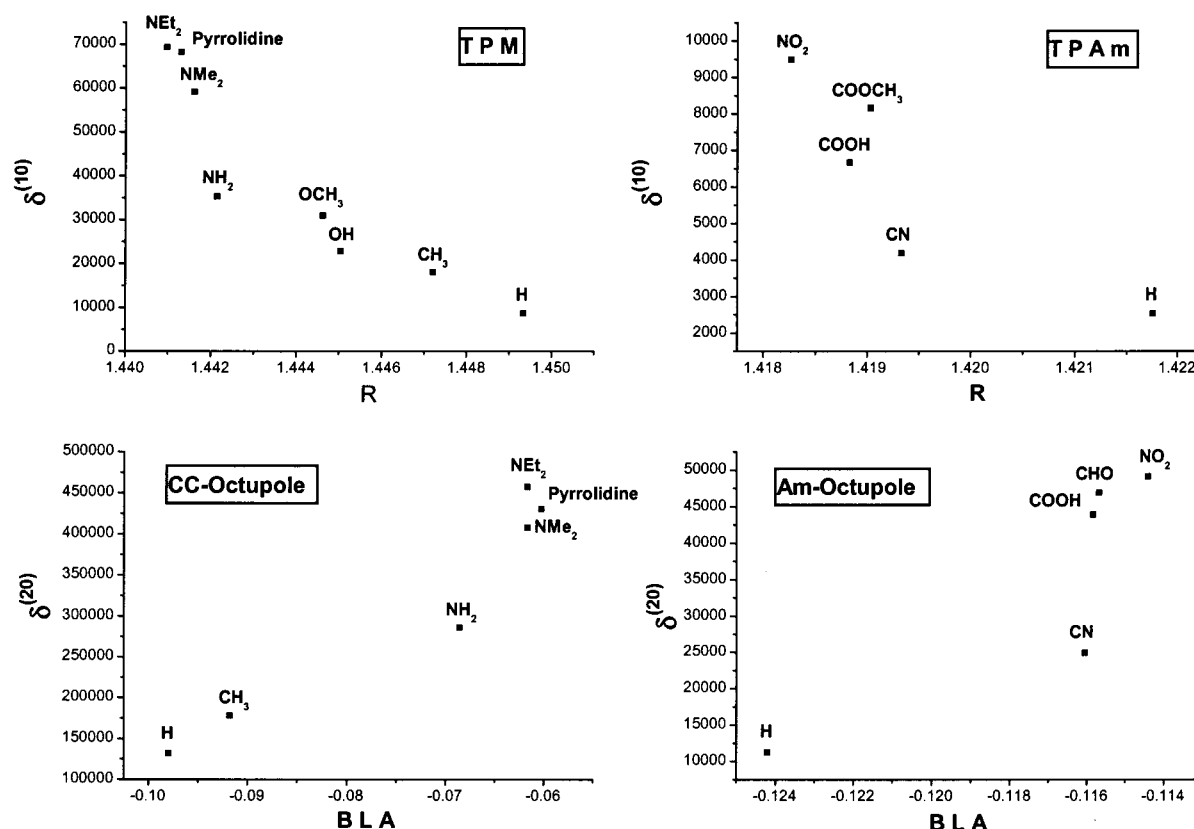 TPM
δ(10)
70000
60000
50000
40000
30000
20000
10000
0
NEt2
Pyrrolidine
NMe2
NH2
OCH3
OH
CH3
H
1.440 1.442 1.444 1.446 1.448 1.450
R
TPAm
δ(10)
10000
9000
8000
7000
6000
5000
4000
3000
2000
NO2
COOCH3
COOH
CN
H
1.418 1.419 1.420 1.421 1.422
R
CC-Octupole
δ(20)
500000
450000
400000
350000
300000
250000
200000
150000
100000
NEt2
Pyrrolidine
NMe2
NH2
CH3
H
-0.10 -0.09 -0.08 -0.07 -0.06
BLA
Am-Octupole
δ(20)
50000
45000
40000
35000
30000
25000
20000
15000
10000
NO2
CHO
COOH
CN
H
-0.124 -0.122 -0.120 -0.118 -0.116 -0.114
BLA